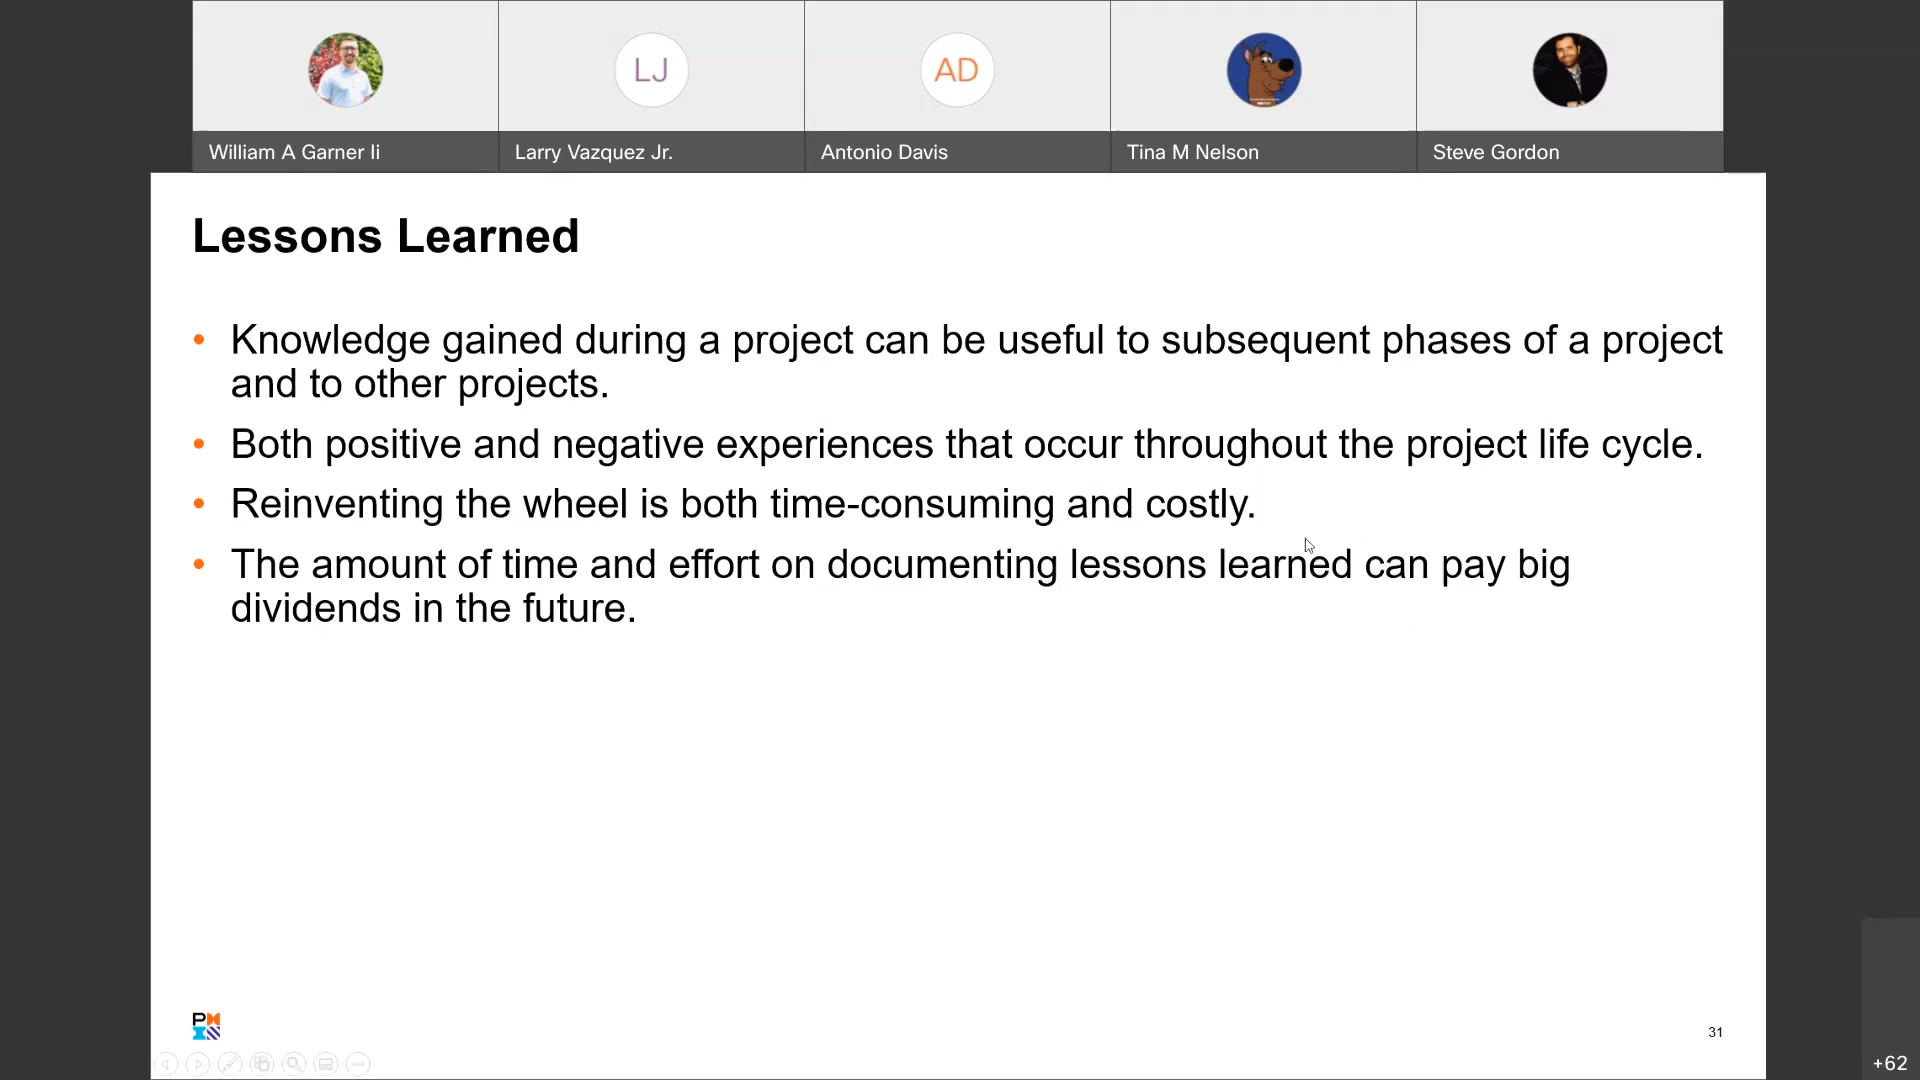 LJ
AD
William A Garner Ii
Larry Vazquez Jr.
Antonio Davis
Tina M Nelson
Steve Gordon
Lessons Learned
• Knowledge gained during a project can be useful to subsequent phases of a project
and to other projects.
• Both positive and negative experiences that occur throughout the project life cycle.
• Reinventing the wheel is both time-consuming and costly.
• The amount of time and effort on documenting lessons learned can pay big
dividends in the future.
31
+62